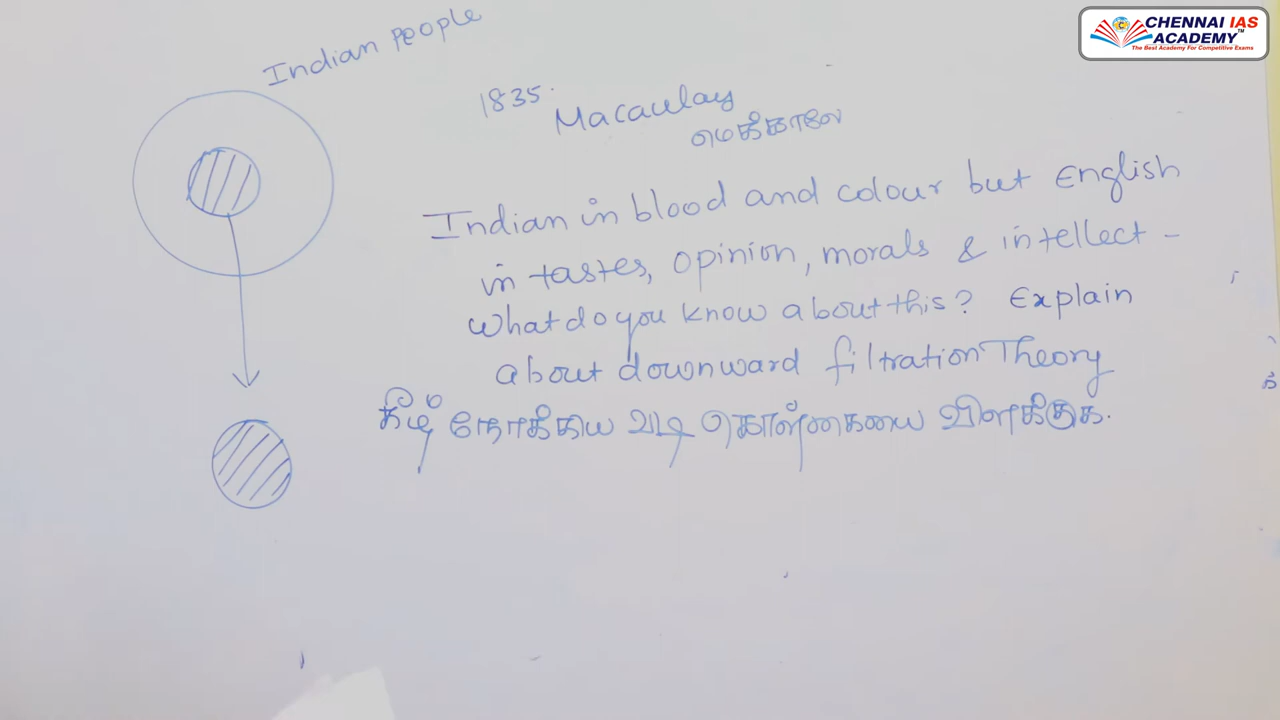 CHENNAI IAS
ACADEMY™
The Best Academy For Competitive Exams
Indian People
1835.
Macaulay
மெக்காலே
Indian in blood and colour but English
in tastes, opinion, morals & intellect -
What do you know about this? Explain
about downward filtration Theory
கீழ் நோக்கிய வடி கொள்கையை விளக்குக.